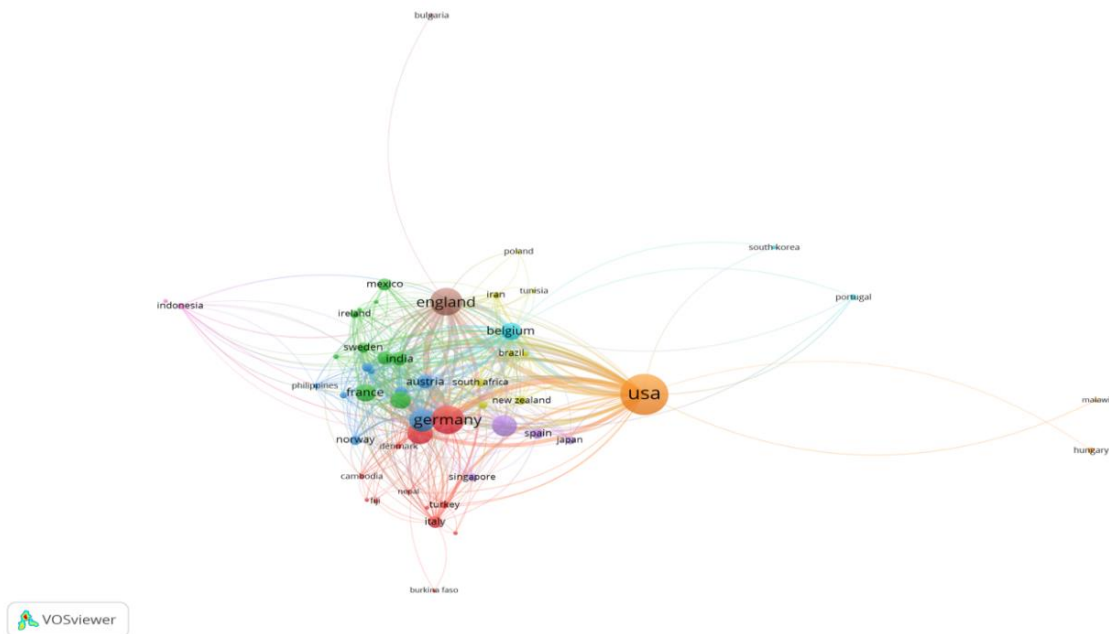 bulgaria
south-korea
poland
mexico
tunisia
iran
portugal
england
indonesia
ireland
belgium
sweden
brazil
india
austria
south africa
philippines
france
usa
new zealand
malawi
germany
spain
norway
japan
denmark
hungary
cambodia
singapore
nepal
fiji
turkey
italy
burkina faso
VOSviewer